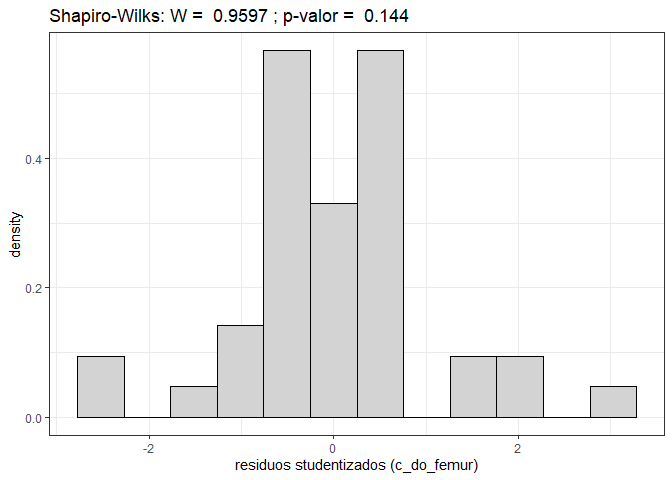 Shapiro-Wilks: W =  0.9597 ; p-valor =  0.144
density
0.4
0.2
0.0
-2 0 2
residuos studentizados (c_do_femur)